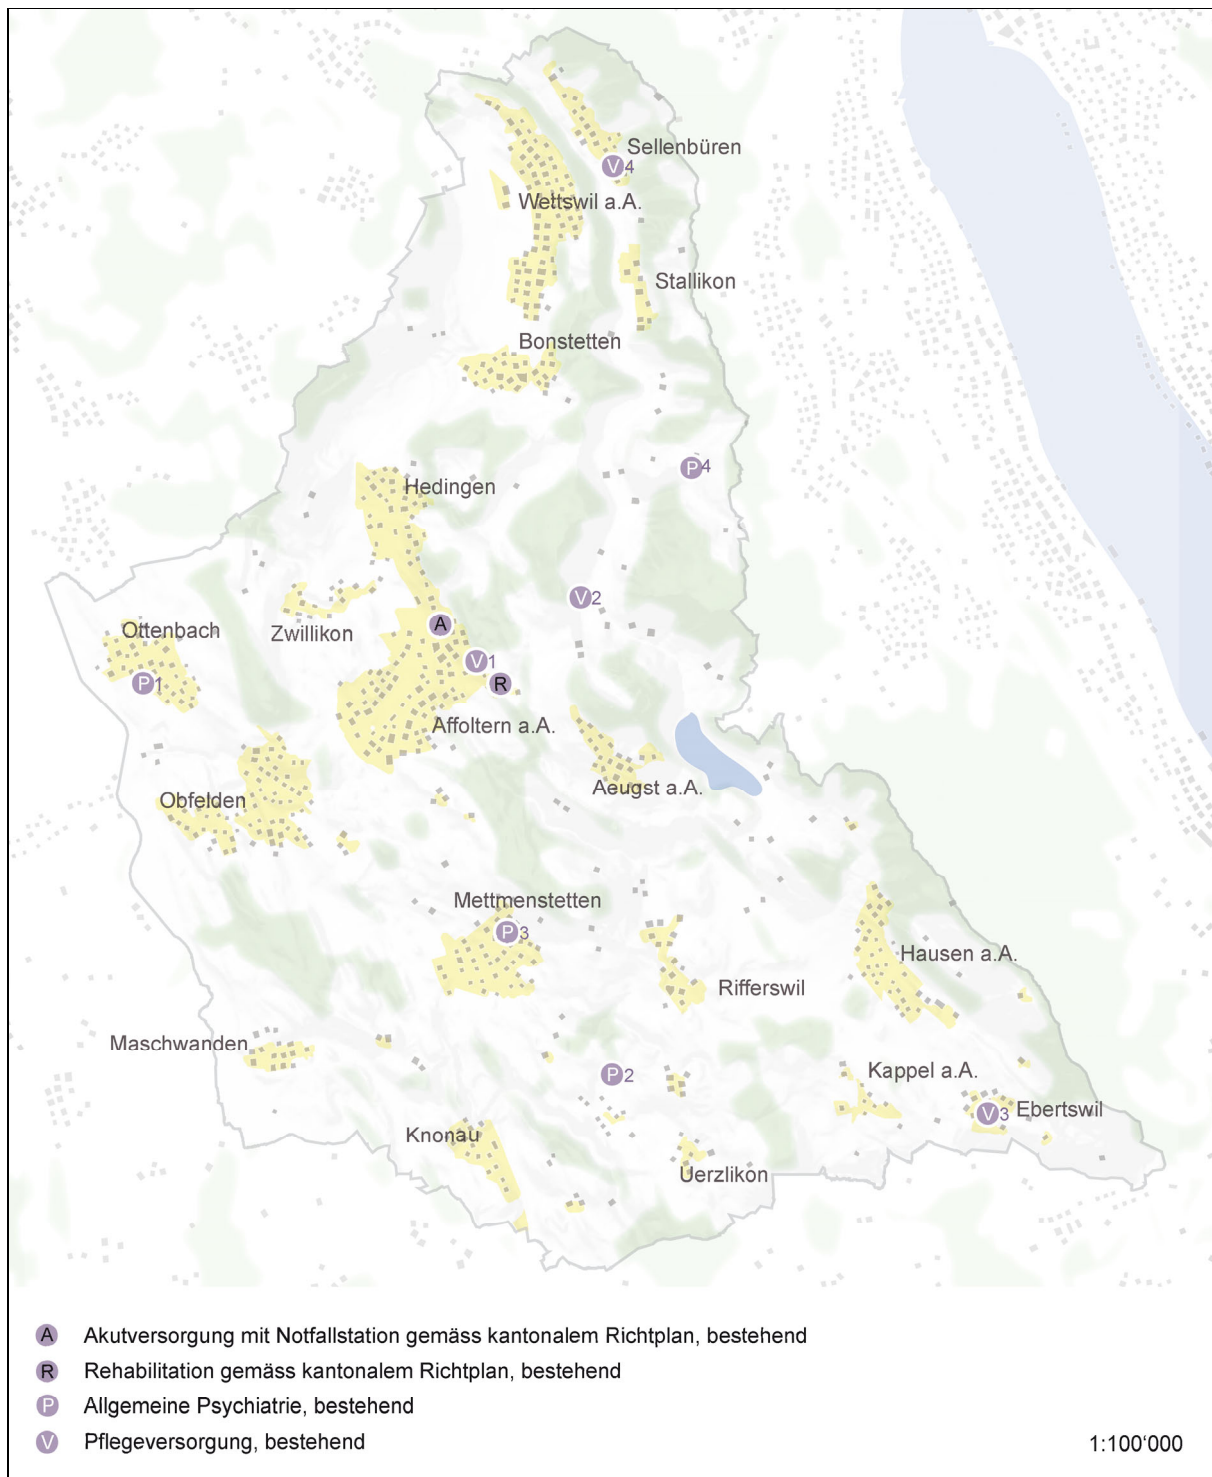 Sellenbüren
V4
Wettswil a.A.
Stallikon
Bonstetten
P4
Hedingen
V2
A
Ottenbach
Zwillikon
V1
P1
R
Affoltern a.A.
Aeugst a.A.
Obfelden
Mettmenstetten
P3
Hausen a.A.
Rifferswil
Maschwanden
Kappel a.A.
P2
V3 Ebertswil
Knonau
Uerzlikon
A Akutversorgung mit Notfallstation gemäss kantonalem Richtplan, bestehend
R Rehabilitation gemäss kantonalem Richtplan, bestehend
P Allgemeine Psychiatrie, bestehend
V Pflegeversorgung, bestehend
1:100‘000